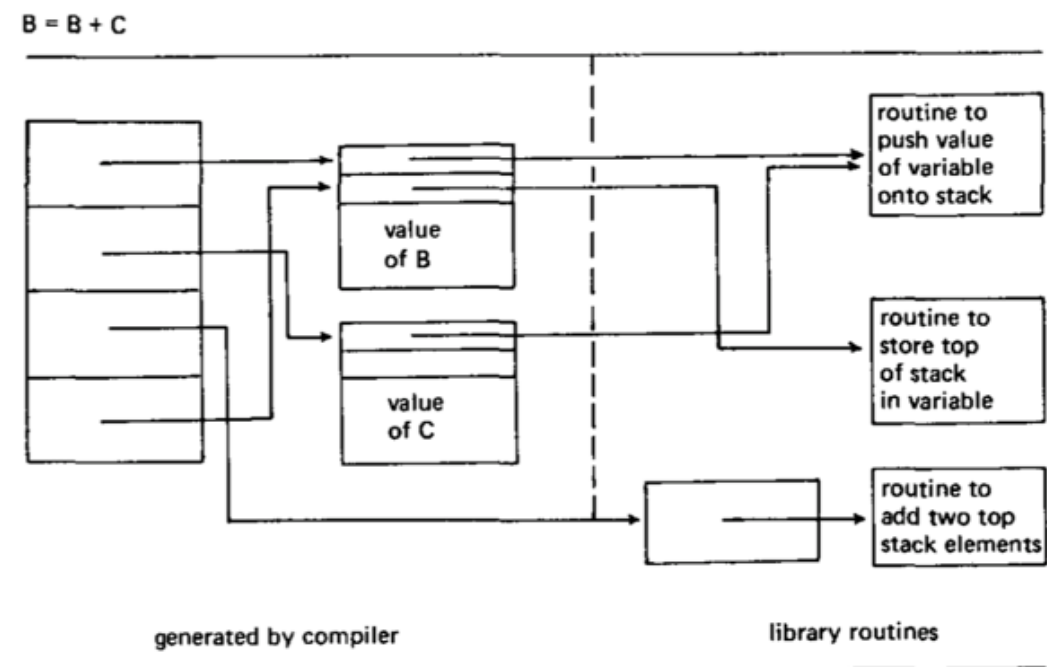 B = B + C
routine to
push value
of variable
onto stack
value
of B
routine to
store top
of stack
in variable
value
of C
routine to
add two top
stack elements
generated by compiler
library routines